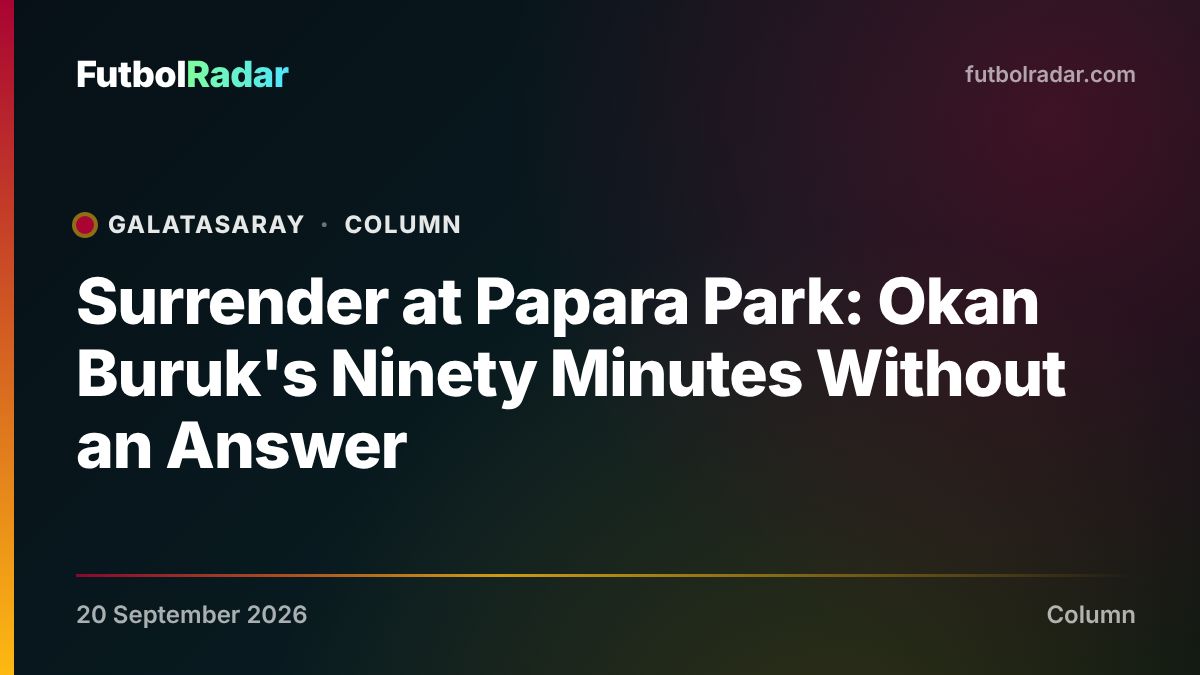 FutbolRadar
futbolradar.com
GALATASARAY · COLUMN
Surrender at Papara Park: Okan
Buruk's Ninety Minutes Without
an Answer
20 September 2026
Column